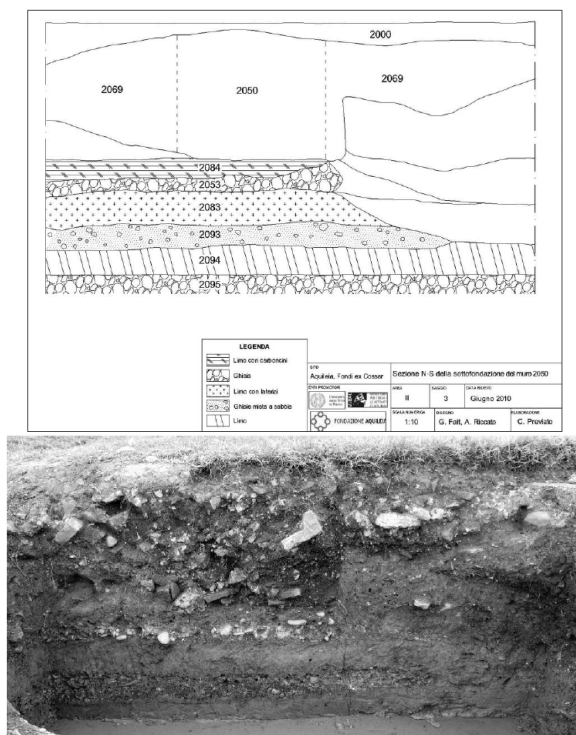 2000
2069 2050 2069
2084
2053
2083
2093
2094
2095
LEGENDA
Limo con carboncini
Ghiaia
Limo con laterizi
Ghiaia mista a sabbia
Limo
SITO
Aquileia, Fondi ex Cossar
Sezione N-S della sottofondazione del muro 2050
ENTI PROMOTORI
AREA
II
SAGGIO
3
DATA RILIEVO
Giugno 2010
FONDAZIONE AQUILEIA
SCALA NUMERICA
1:10
DISEGNO
G. Fait, A. Riccato
ELABORAZIONE
C. Previato